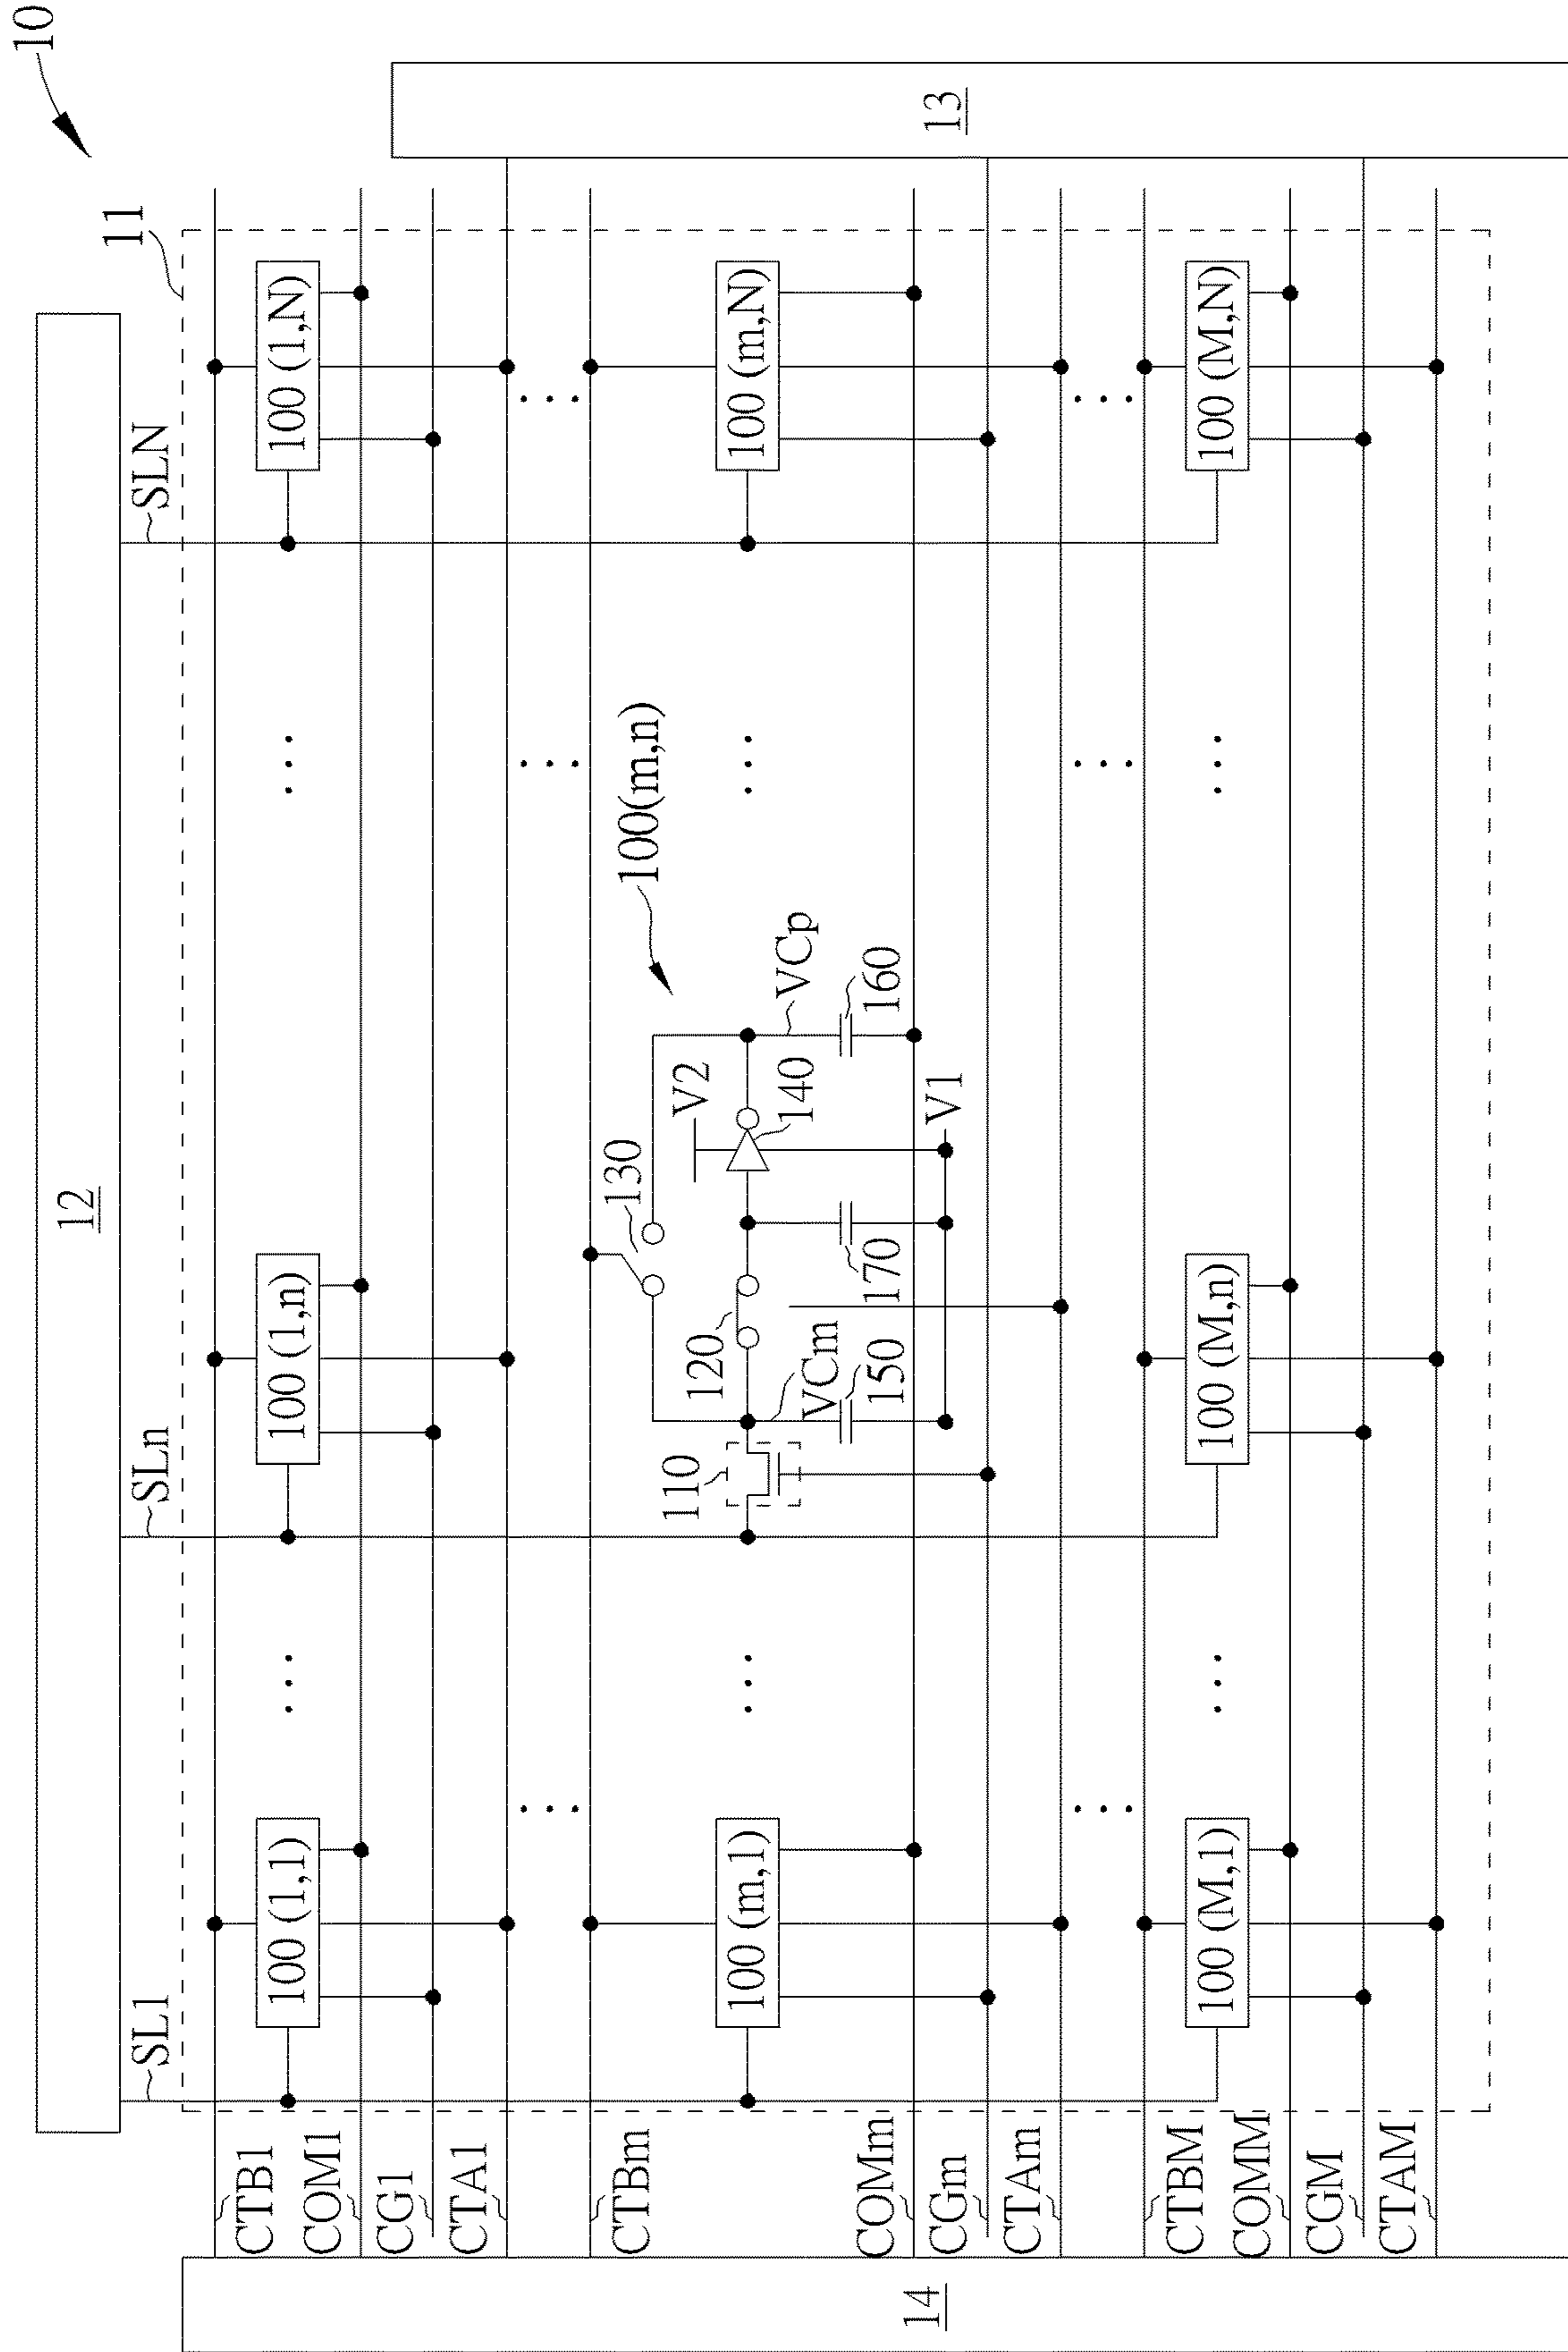 10
11
12
SL1
SLn
SLN
CTB1
100 (1,1)
100 (1,n)
100 (1,N)
COM1
CG1
CTA1
13
CTBm
100(m,n)
130
V2
110
120
140
VCp
100 (m,1)
100 (m,N)
VCm
150
170
160
COMm
V1
CGm
CTAm
CTBM
100 (M,1)
100 (M,n)
100 (M,N)
COMM
CGM
CTAM
14